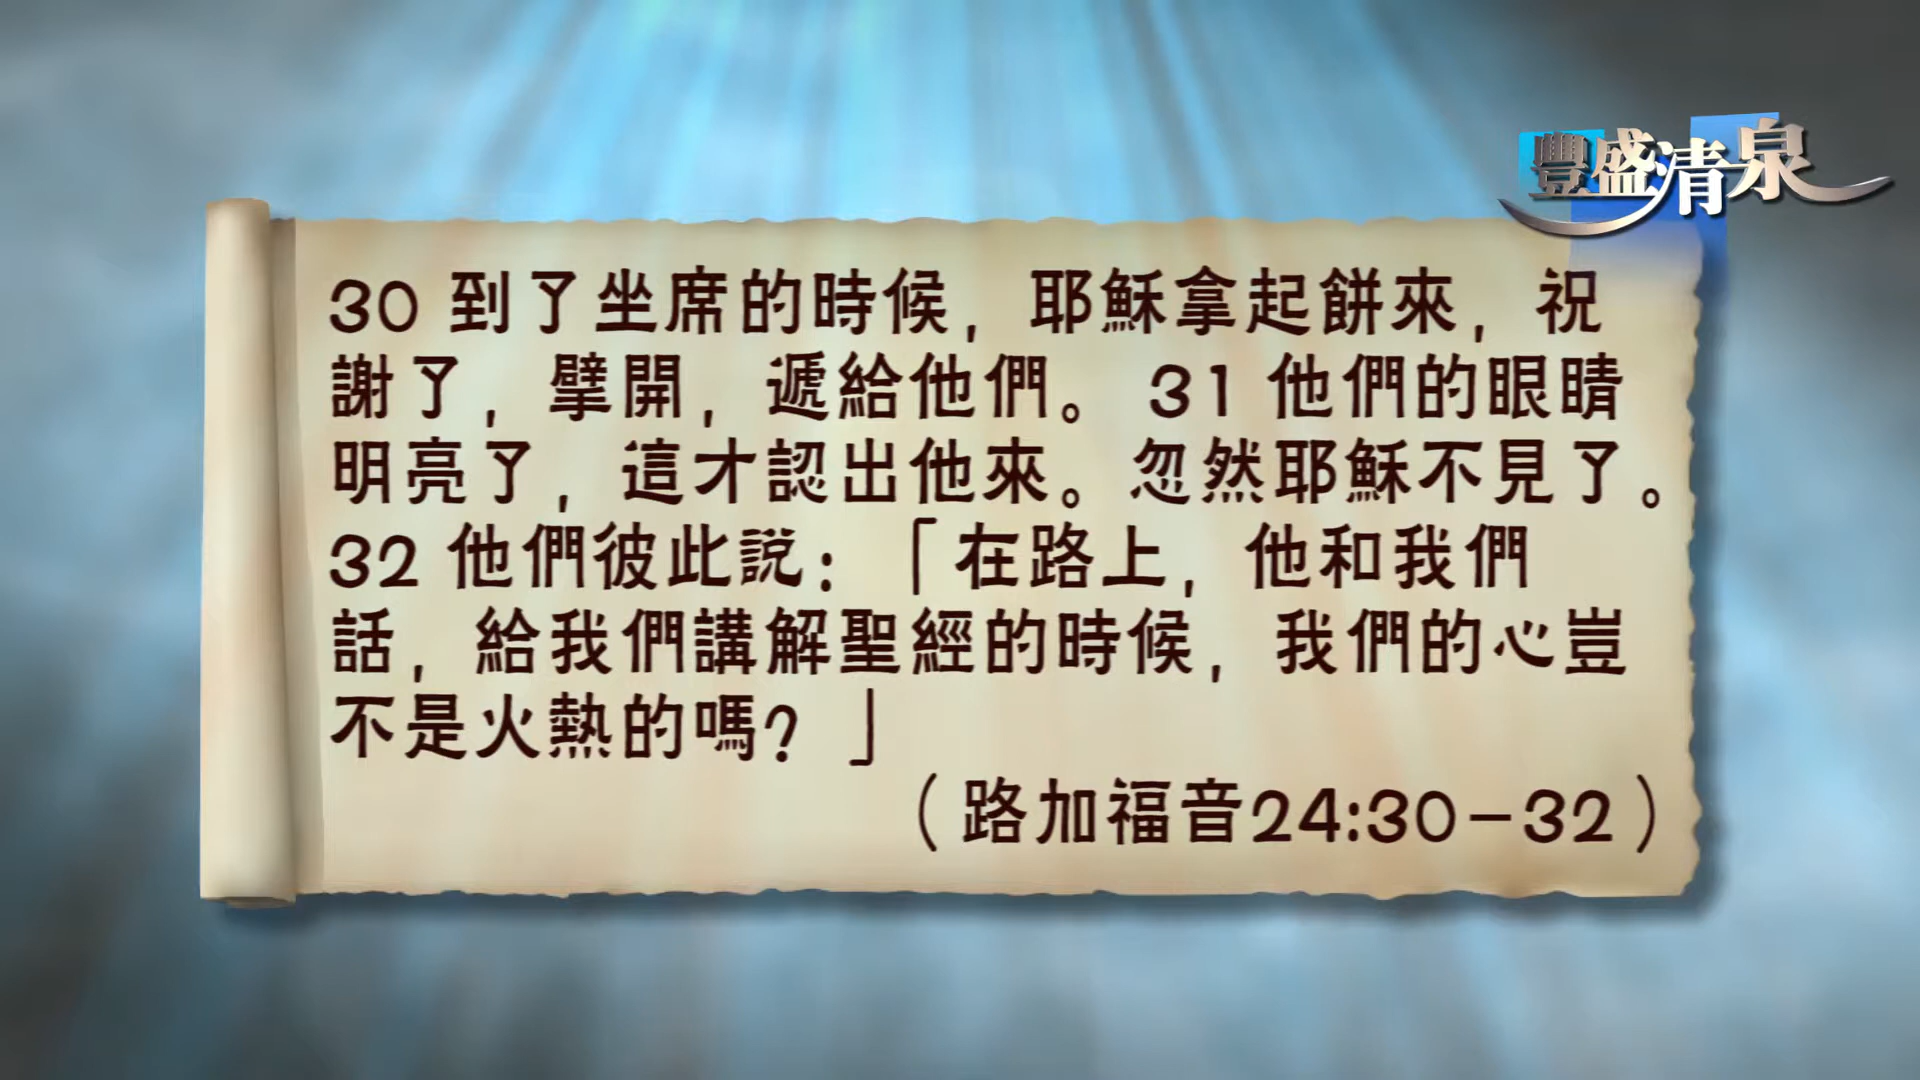 豐盛清泉
30 到了坐席的時候，耶穌拿起餅來，祝
謝了，擘開，遞給他們。 31 他們的眼睛
明亮了，這才認出他來。忽然耶穌不見了。
32 他們彼此說：「在路上，他和我們
話，給我們講解聖經的時候，我們的心豈
不是火熱的嗎？」
（路加福音24:30-32）